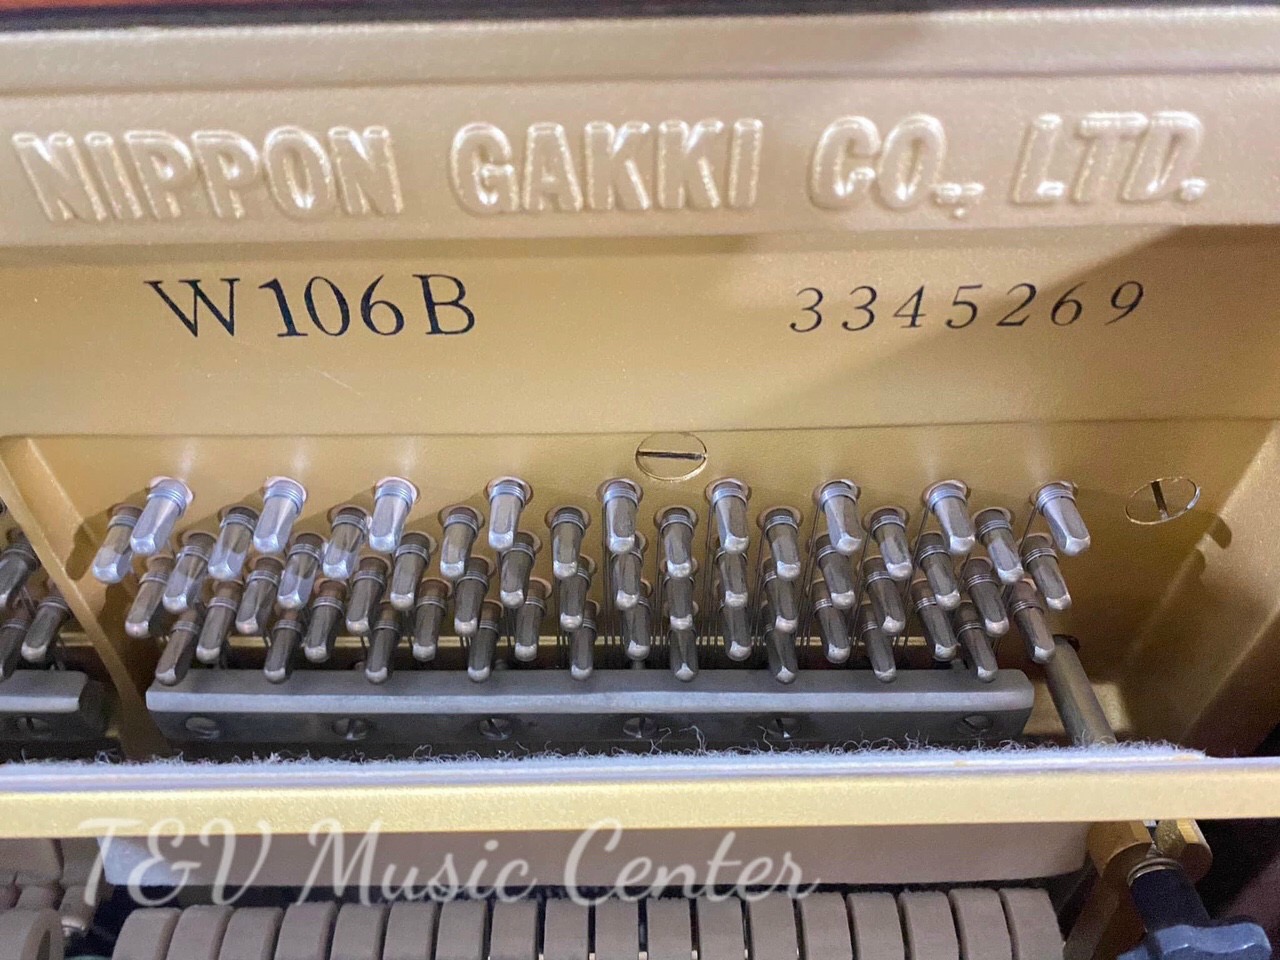 NIPPON GAKKI CO., LTD.
W106B 3345269
T&V Music Center